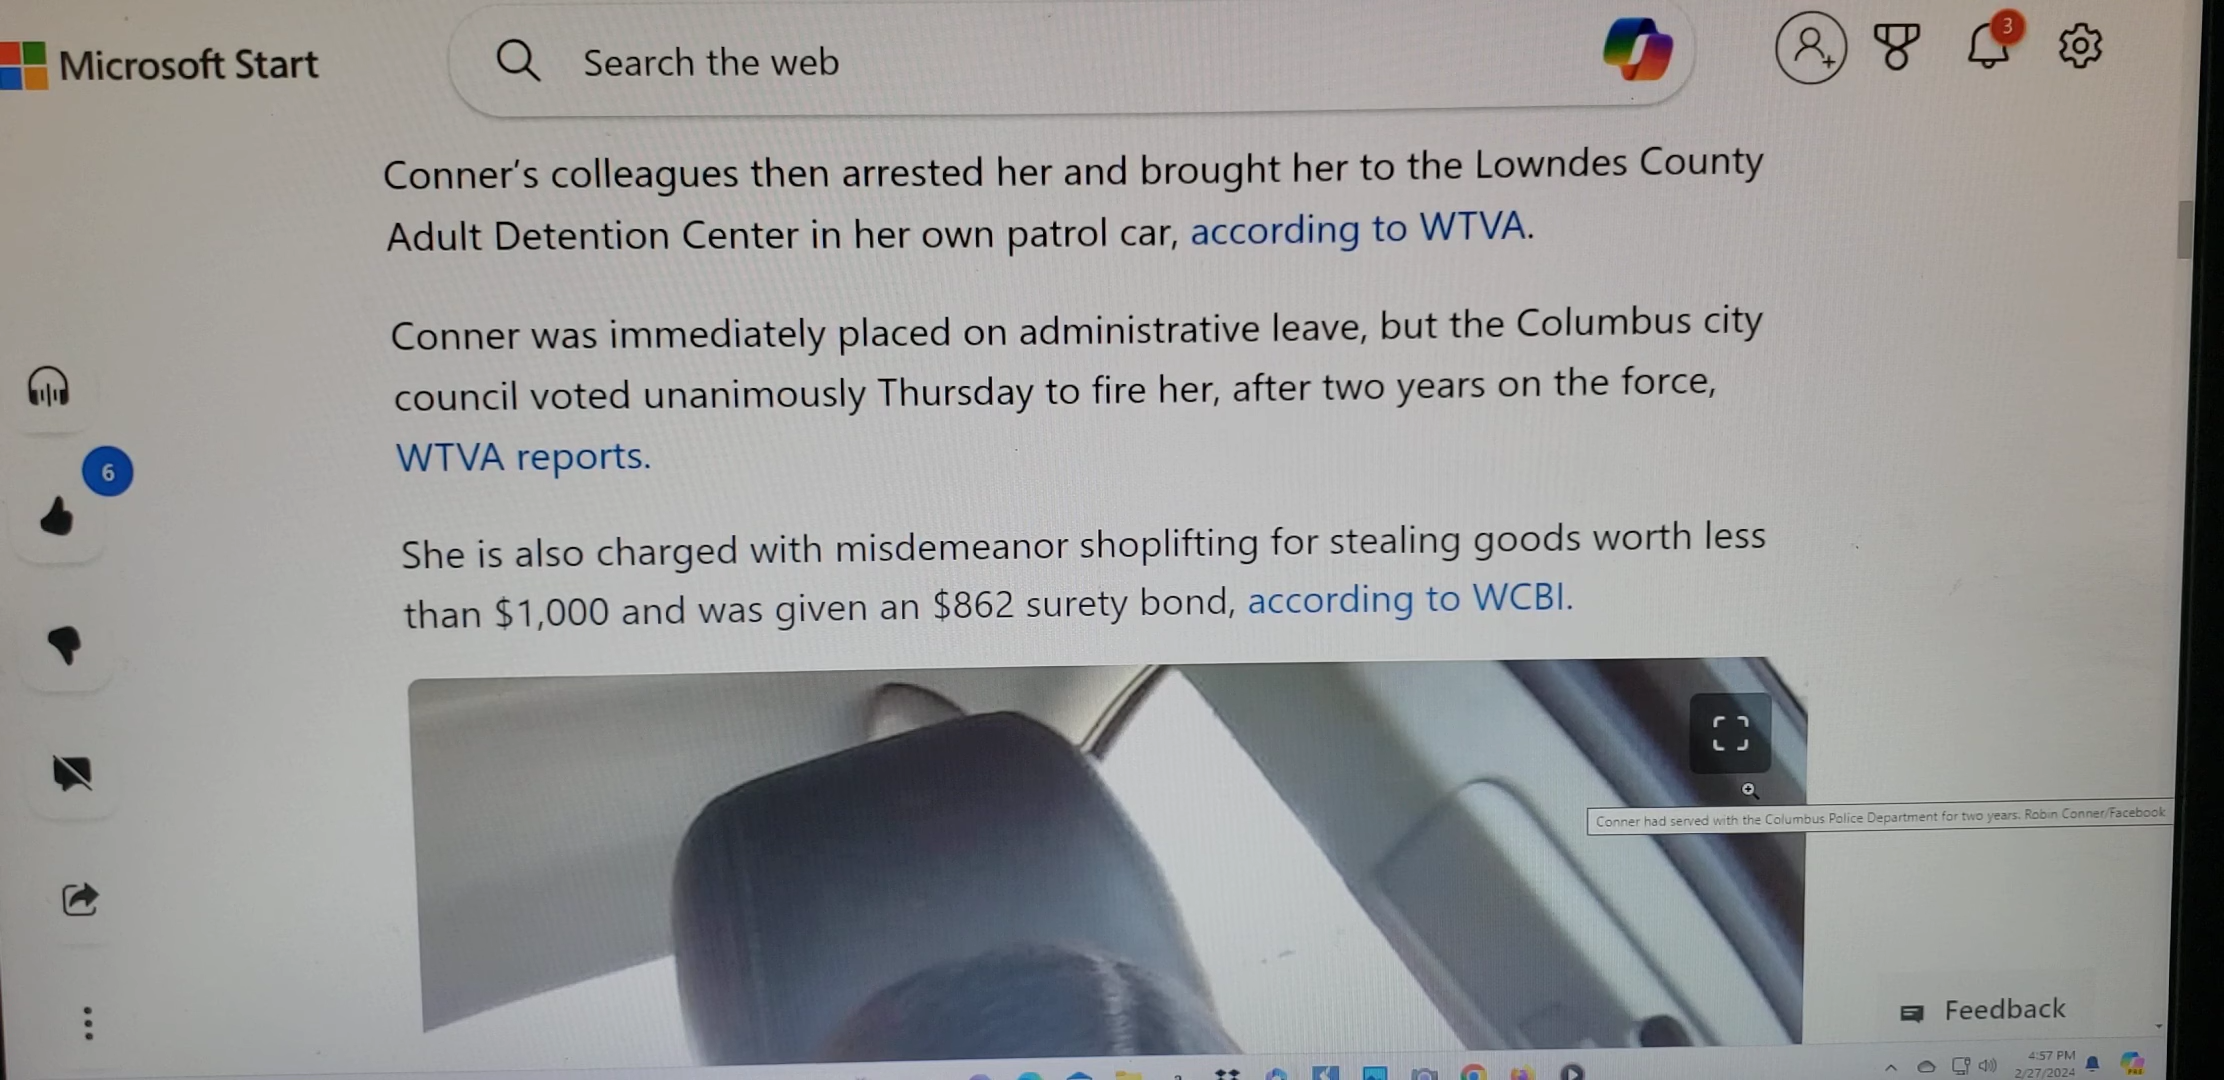 Microsoft Start
Search the web
3
Conner's colleagues then arrested her and brought her to the Lowndes County
Adult Detention Center in her own patrol car, according to WTVA.
Conner was immediately placed on administrative leave, but the Columbus city
council voted unanimously Thursday to fire her, after two years on the force,
WTVA reports.
6
She is also charged with misdemeanor shoplifting for stealing goods worth less
than $1,000 and was given an $862 surety bond, according to WCBI.
Conner had served with the Columbus Police Department for two years. Robin Conner/Facebook
Feedback
4:57 PM
2/27/2024
PRE